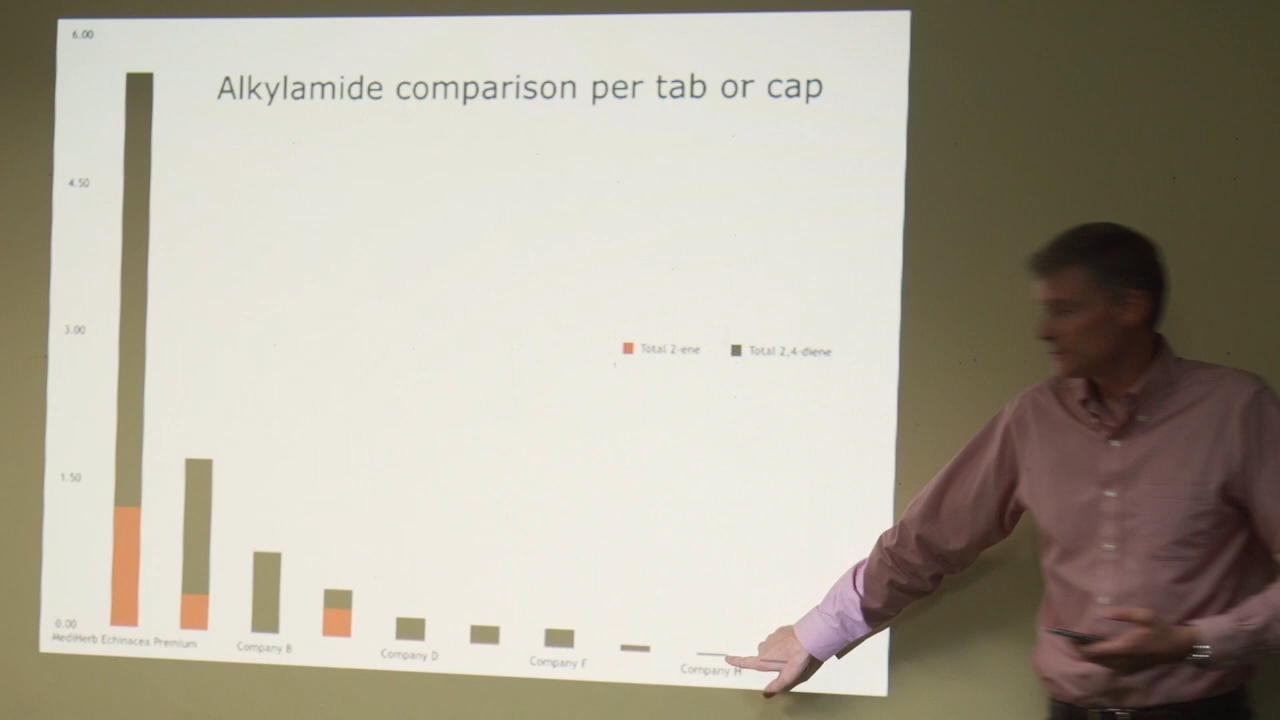 6.00
Alkylamide comparison per tab or cap
4.50
3.00
Total 2-ene
Total 2,4-diene
1.50
0.00
MediHerb Echinacea Premium
Company B
Company D
Company F
Company H